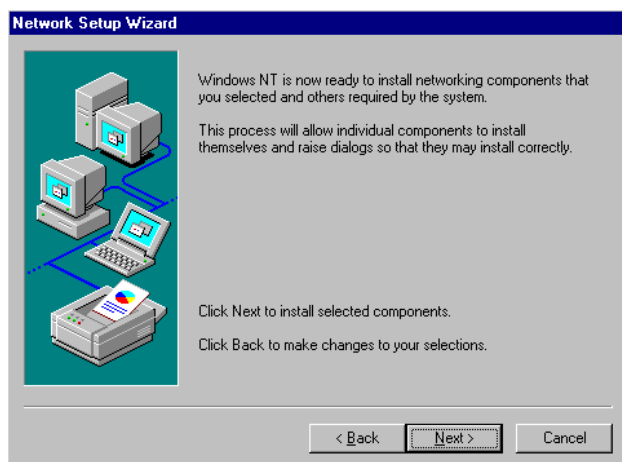 Network Setup Wizard
Windows NT is now ready to install networking components that
you selected and others required by the system.
This process will allow individual components to install
themselves and raise dialogs so that they may install correctly.
Click Next to install selected components.
Click Back to make changes to your selections.
< Back Next > Cancel